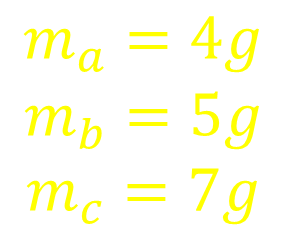 m_a = 4g
m_b = 5g
m_c = 7g